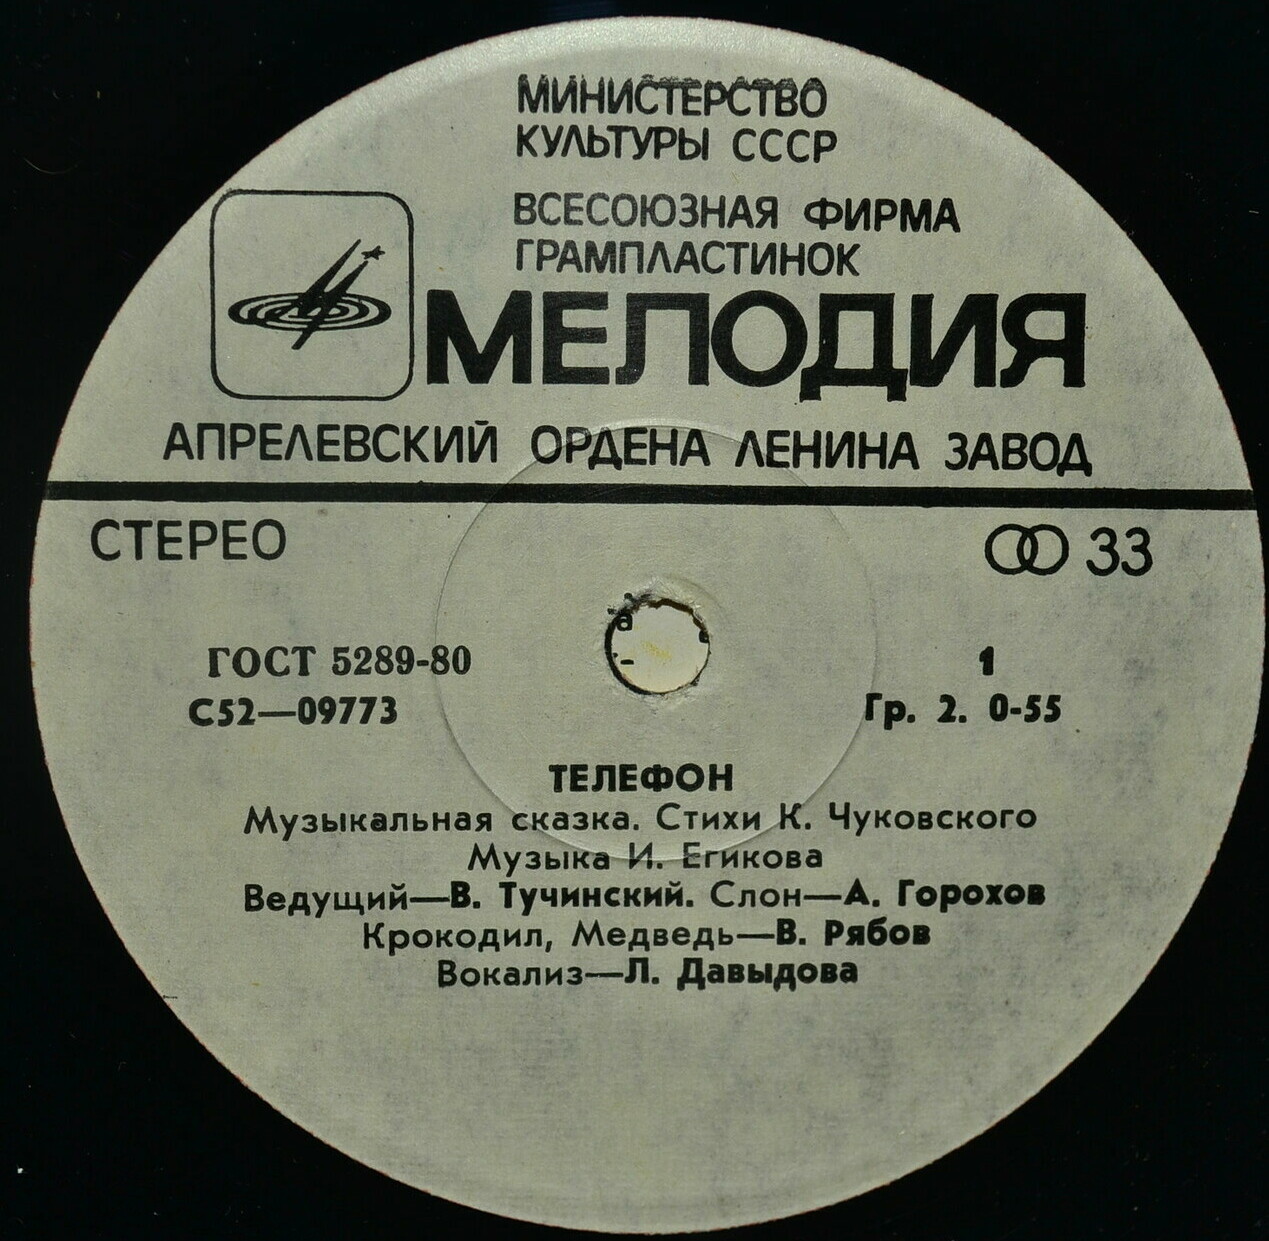 МИНИСТЕРСТВО
КУЛЬТУРЫ СССР
ВСЕСОЮЗНАЯ ФИРМА
ГРАМПЛАСТИНОК
МЕЛОДИЯ
АПРЕЛЕВСКИЙ ОРДЕНА ЛЕНИНА ЗАВОД
СТЕРЕО 33
ГОСТ 5289-80 1
С52—09773 Гр. 2. 0-55
ТЕЛЕФОН
Музыкальная сказка. Стихи К. Чуковского
Музыка И. Егикова
Ведущий—В. Тучинский. Слон—А. Горохов
Крокодил, Медведь—В. Рябов
Вокализ—Л. Давыдова